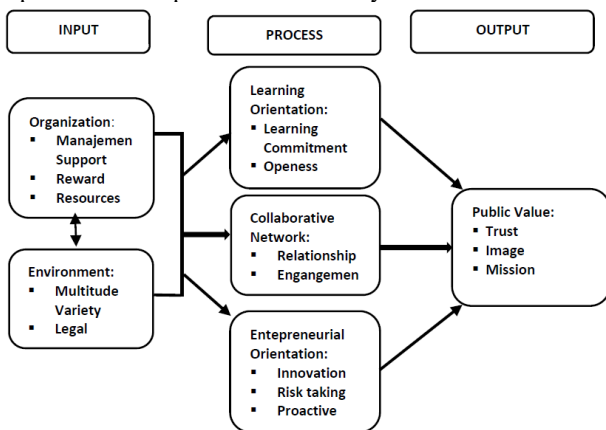 INPUT
PROCESS
OUTPUT
Organization:
▪ Manajemen
Support
▪ Reward
▪ Resources
Environment:
▪ Multitude
Variety
▪ Legal
Learning
Orientation:
▪ Learning
Commitment
▪ Openess
Collaborative
Network:
▪ Relationship
▪ Engangemen
Entepreneurial
Orientation:
▪ Innovation
▪ Risk taking
▪ Proactive
Public Value:
▪ Trust
▪ Image
▪ Mission